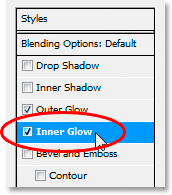 Styles
Blending Options: Default
Drop Shadow
Inner Shadow
Outer Glow
Inner Glow
Bevel and Emboss
Contour